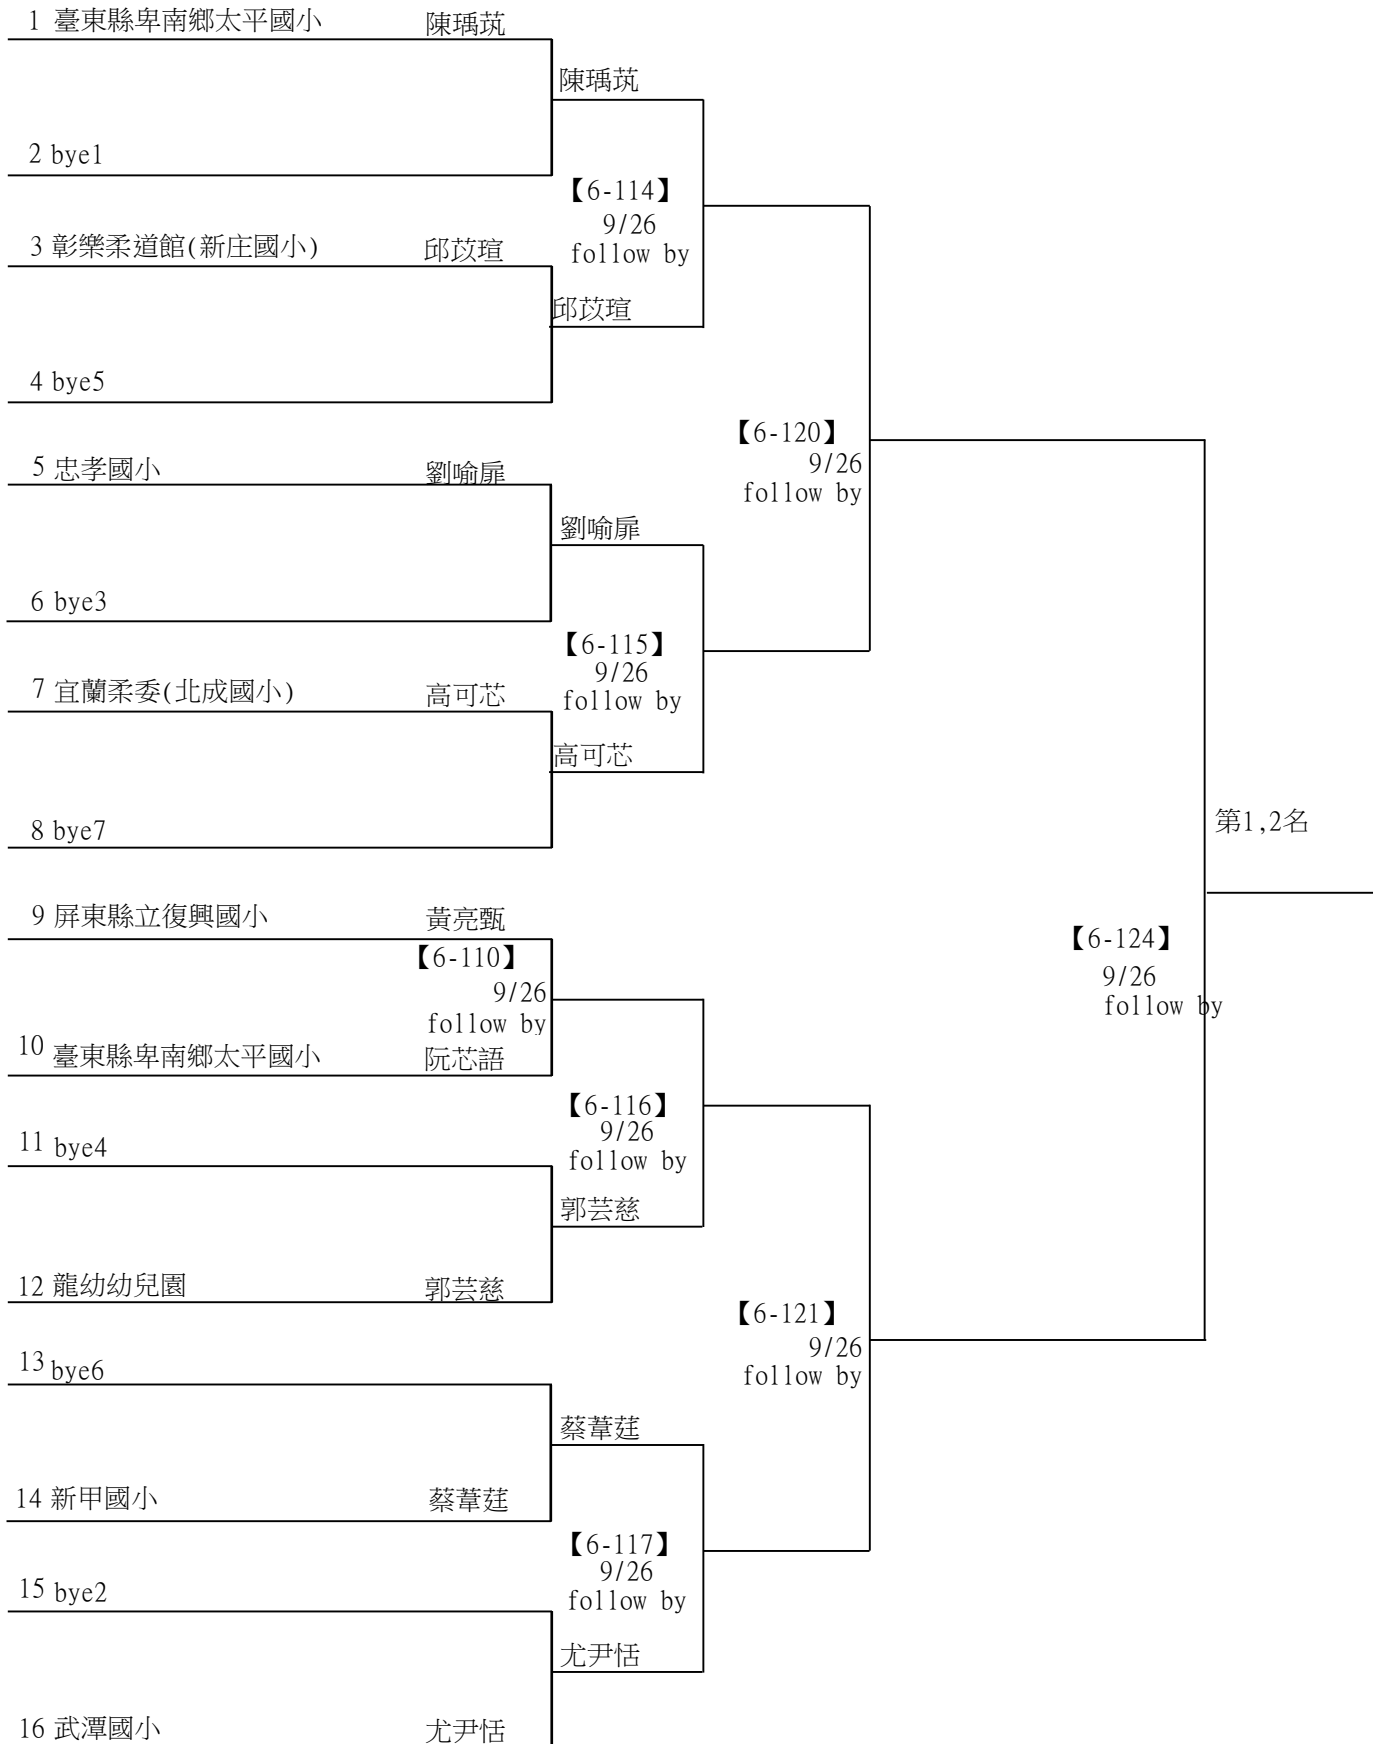 1 臺東縣卑南鄉太平國小 陳瑀茿
陳瑀茿
2 bye1
【6-114】
9/26
follow by
3 彰樂柔道館(新庄國小) 邱苡瑄
邱苡瑄
4 bye5
【6-120】
9/26
follow by
5 忠孝國小 劉喻扉
劉喻扉
6 bye3
【6-115】
9/26
follow by
7 宜蘭柔委(北成國小) 高可芯
高可芯
8 bye7
第1,2名
9 屏東縣立復興國小 黃亮甄
【6-110】
9/26
follow by
【6-124】
9/26
follow by
10 臺東縣卑南鄉太平國小 阮芯語
【6-116】
9/26
follow by
11 bye4
郭芸慈
12 龍幼幼兒園 郭芸慈
【6-121】
9/26
follow by
13 bye6
蔡葦莛
14 新甲國小 蔡葦莛
【6-117】
9/26
follow by
15 bye2
尤尹恬
16 武潭國小 尤尹恬